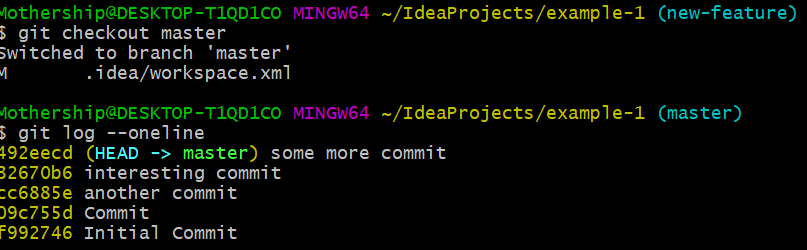 Mothership@DESKTOP-T1QD1CO MINGW64 ~/IdeaProjects/example-1 (new-feature)
$ git checkout master
Switched to branch 'master'
M       .idea/workspace.xml
Mothership@DESKTOP-T1QD1CO MINGW64 ~/IdeaProjects/example-1 (master)
$ git log --oneline
492eecd (HEAD -> master) some more commit
32670b6 interesting commit
cc6885e another commit
09c755d Commit
f992746 Initial Commit